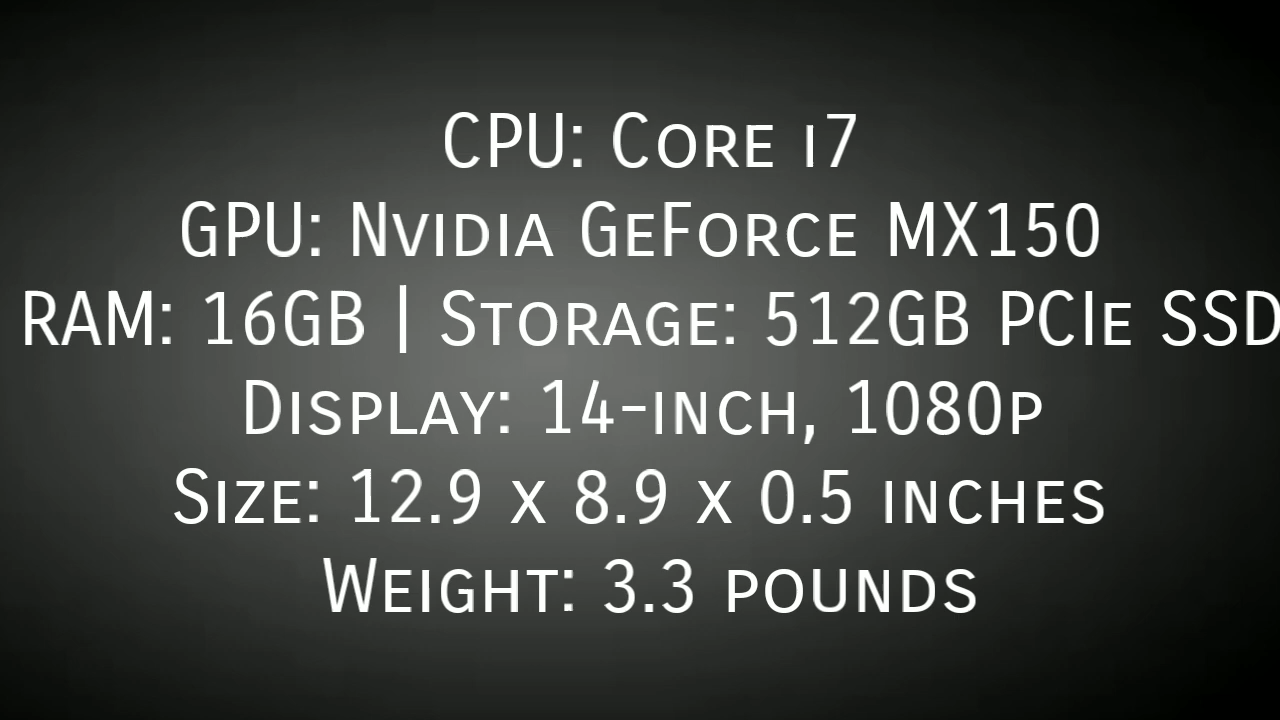 CPU: Core i7
GPU: Nvidia GeForce MX150
RAM: 16GB | Storage: 512GB PCIe SSD
Display: 14-inch, 1080p
Size: 12.9 x 8.9 x 0.5 inches
Weight: 3.3 pounds